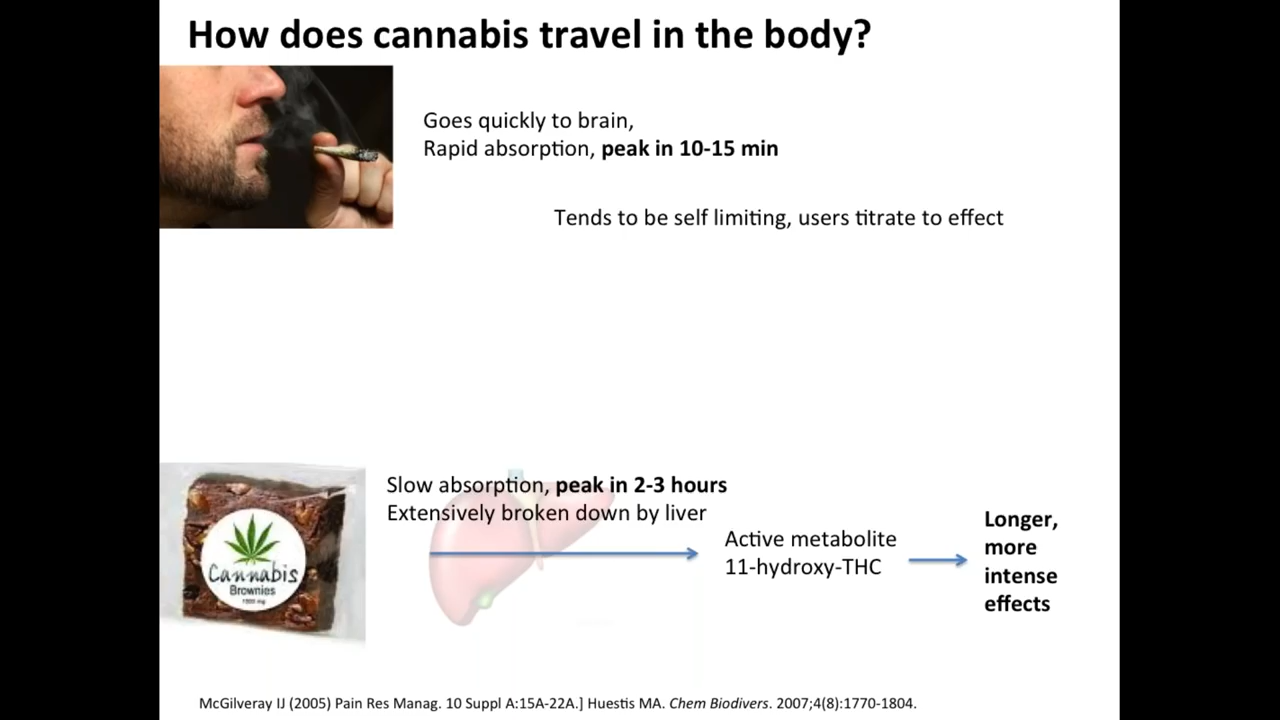 How does cannabis travel in the body?
Goes quickly to brain,
Rapid absorption, peak in 10-15 min
Tends to be self limiting, users titrate to effect
Slow absorption, peak in 2-3 hours
Extensively broken down by liver
Active metabolite
11-hydroxy-THC
Longer,
more
intense
effects
Cannabis
Brownies
1000 mg
McGilveray IJ (2005) Pain Res Manag. 10 Suppl A:15A-22A.] Huestis MA. Chem Biodivers. 2007;4(8):1770-1804.